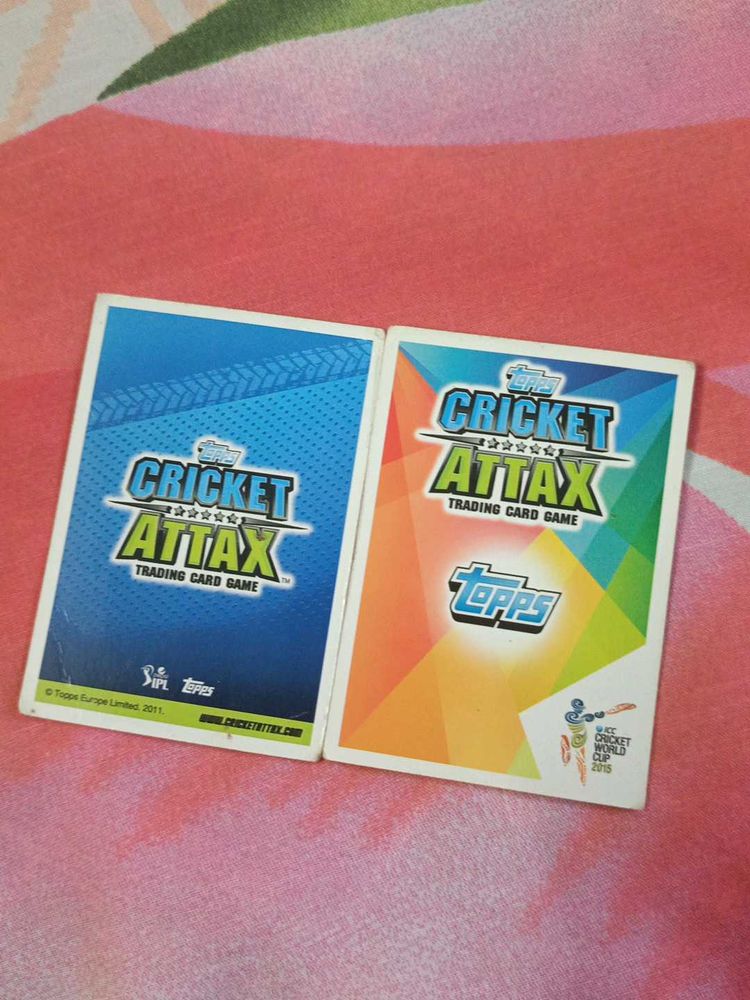 Topps
CRICKET
ATTAX
TRADING CARD GAME
TM
IPL
Topps
© Topps Europe Limited. 2011.
WWW.CRICKETATTAX.COM
Topps
CRICKET
ATTAX
TRADING CARD GAME
Topps
ICC
CRICKET
WORLD
CUP
2015